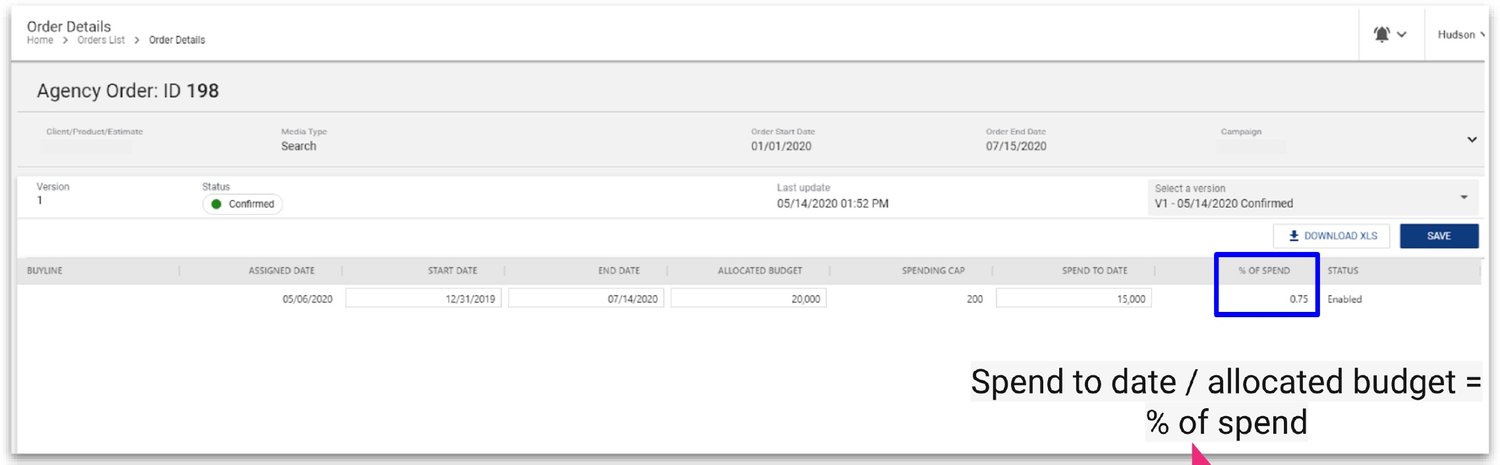 Order Details
Home > Orders List > Order Details
Hudson
Agency Order: ID 198
Client/Product/Estimate Media Type Order Start Date Order End Date Campaign
Search 01/01/2020 07/15/2020
Version Status Last update Select a version
1 Confirmed 05/14/2020 01:52 PM V1 - 05/14/2020 Confirmed
DOWNLOAD XLS SAVE
BUYLINE ASSIGNED DATE START DATE END DATE ALLOCATED BUDGET SPENDING CAP SPEND TO DATE % OF SPEND STATUS
05/06/2020 12/31/2019 07/14/2020 20,000 200 15,000 0.75 Enabled
Spend to date / allocated budget =
% of spend